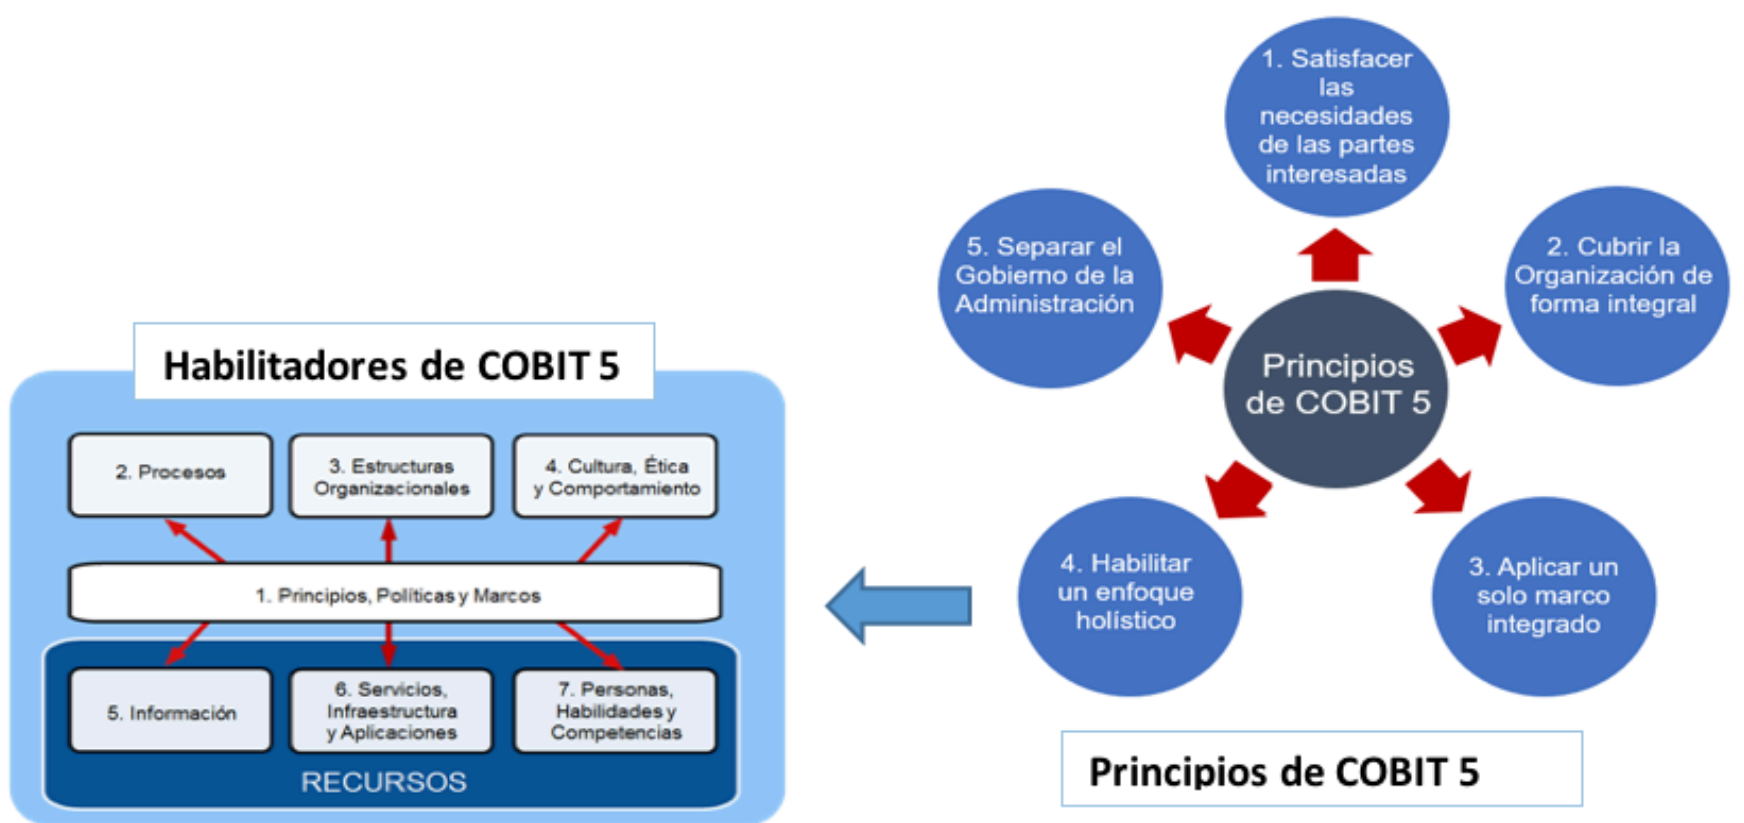 Habilitadores de COBIT 5
2. Procesos
3. Estructuras
Organizacionales
4. Cultura, Ética
y Comportamiento
1. Principios, Políticas y Marcos
5. Información
6. Servicios,
Infraestructura
y Aplicaciones
7. Personas,
Habilidades y
Competencias
RECURSOS
1. Satisfacer
las
necesidades
de las partes
interesadas
2. Cubrir la
Organización de
forma integral
3. Aplicar un
solo marco
integrado
4. Habilitar
un enfoque
holístico
5. Separar el
Gobierno de la
Administración
Principios
de COBIT 5
Principios de COBIT 5